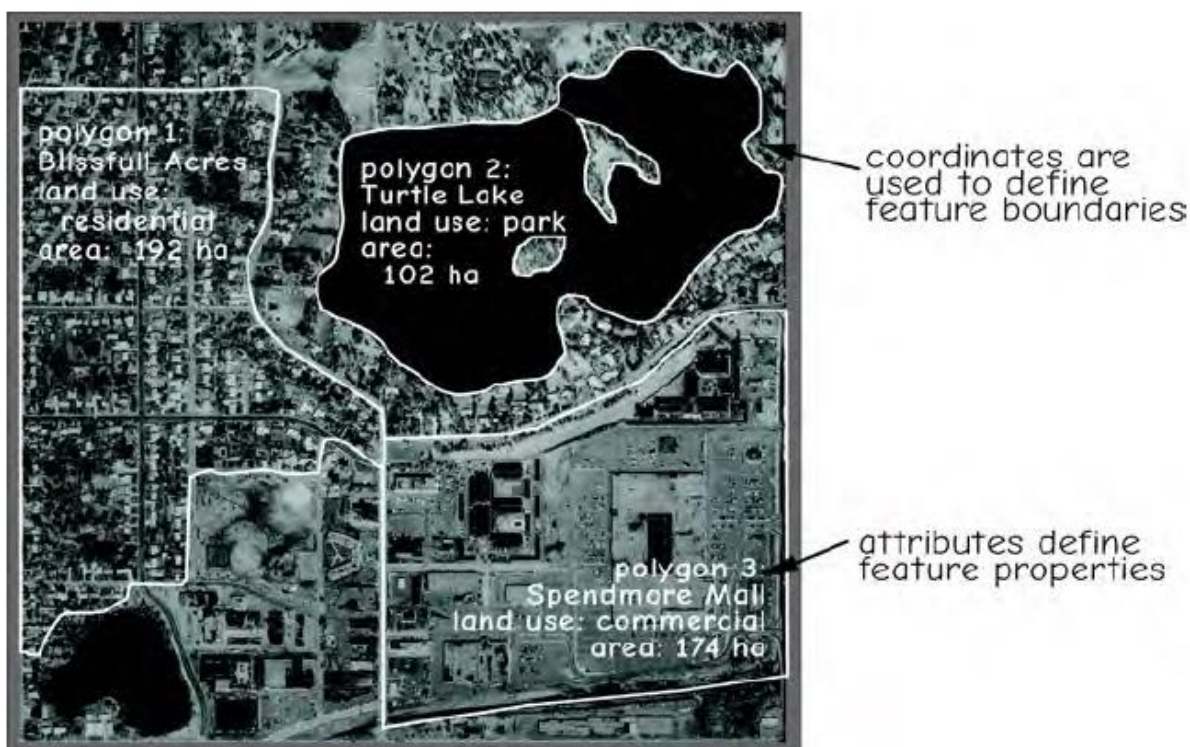 polygon 1:
Blissfull Acres
land use:
residential
area: 192 ha
polygon 2:
Turtle Lake
land use: park
area:
102 ha
coordinates are
used to define
feature boundaries
polygon 3:
Spendmore Mall
land use: commercial
area: 174 ha
attributes define
feature properties